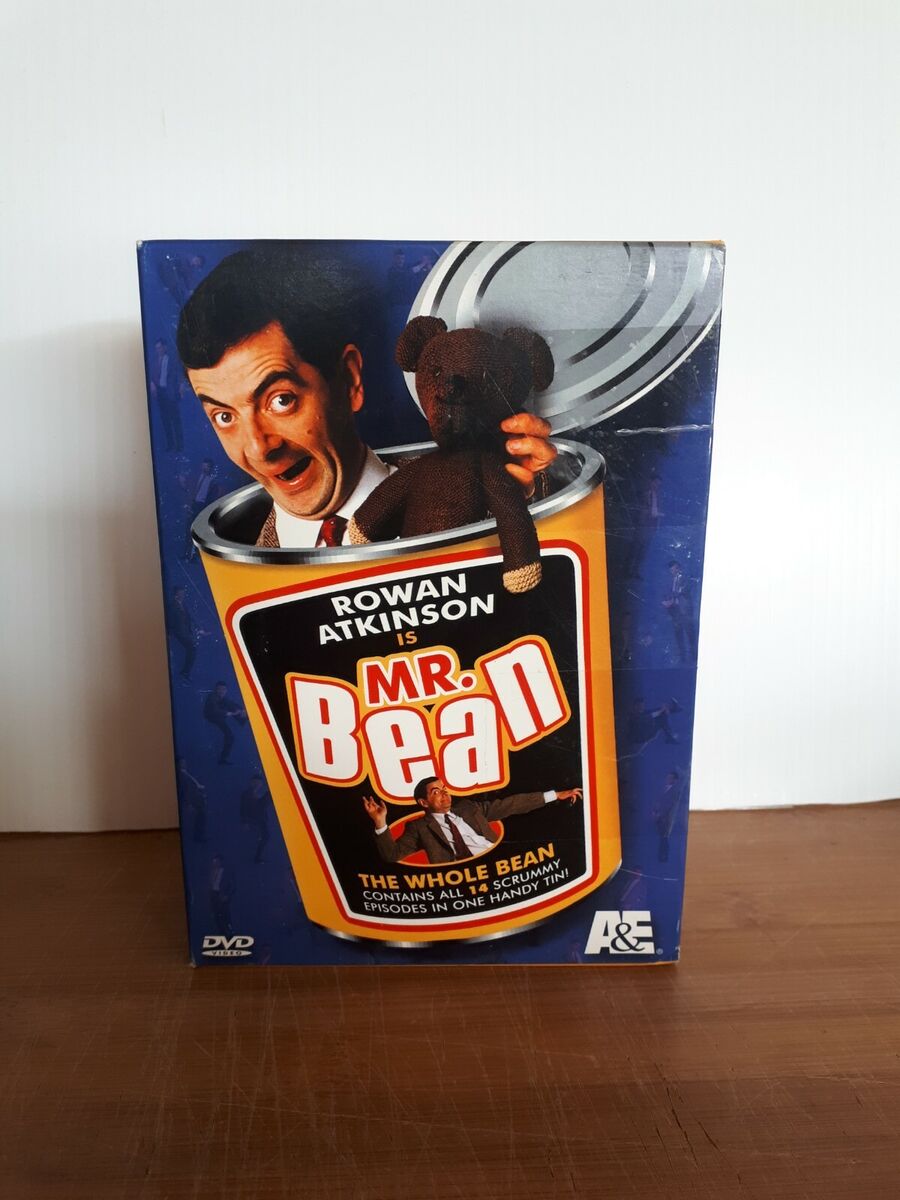 ROWAN
ATKINSON
IS
MR.
Bean
THE WHOLE BEAN
CONTAINS ALL 14 SCRUMMY
EPISODES IN ONE HANDY TIN!
DVD
VIDEO
A&E